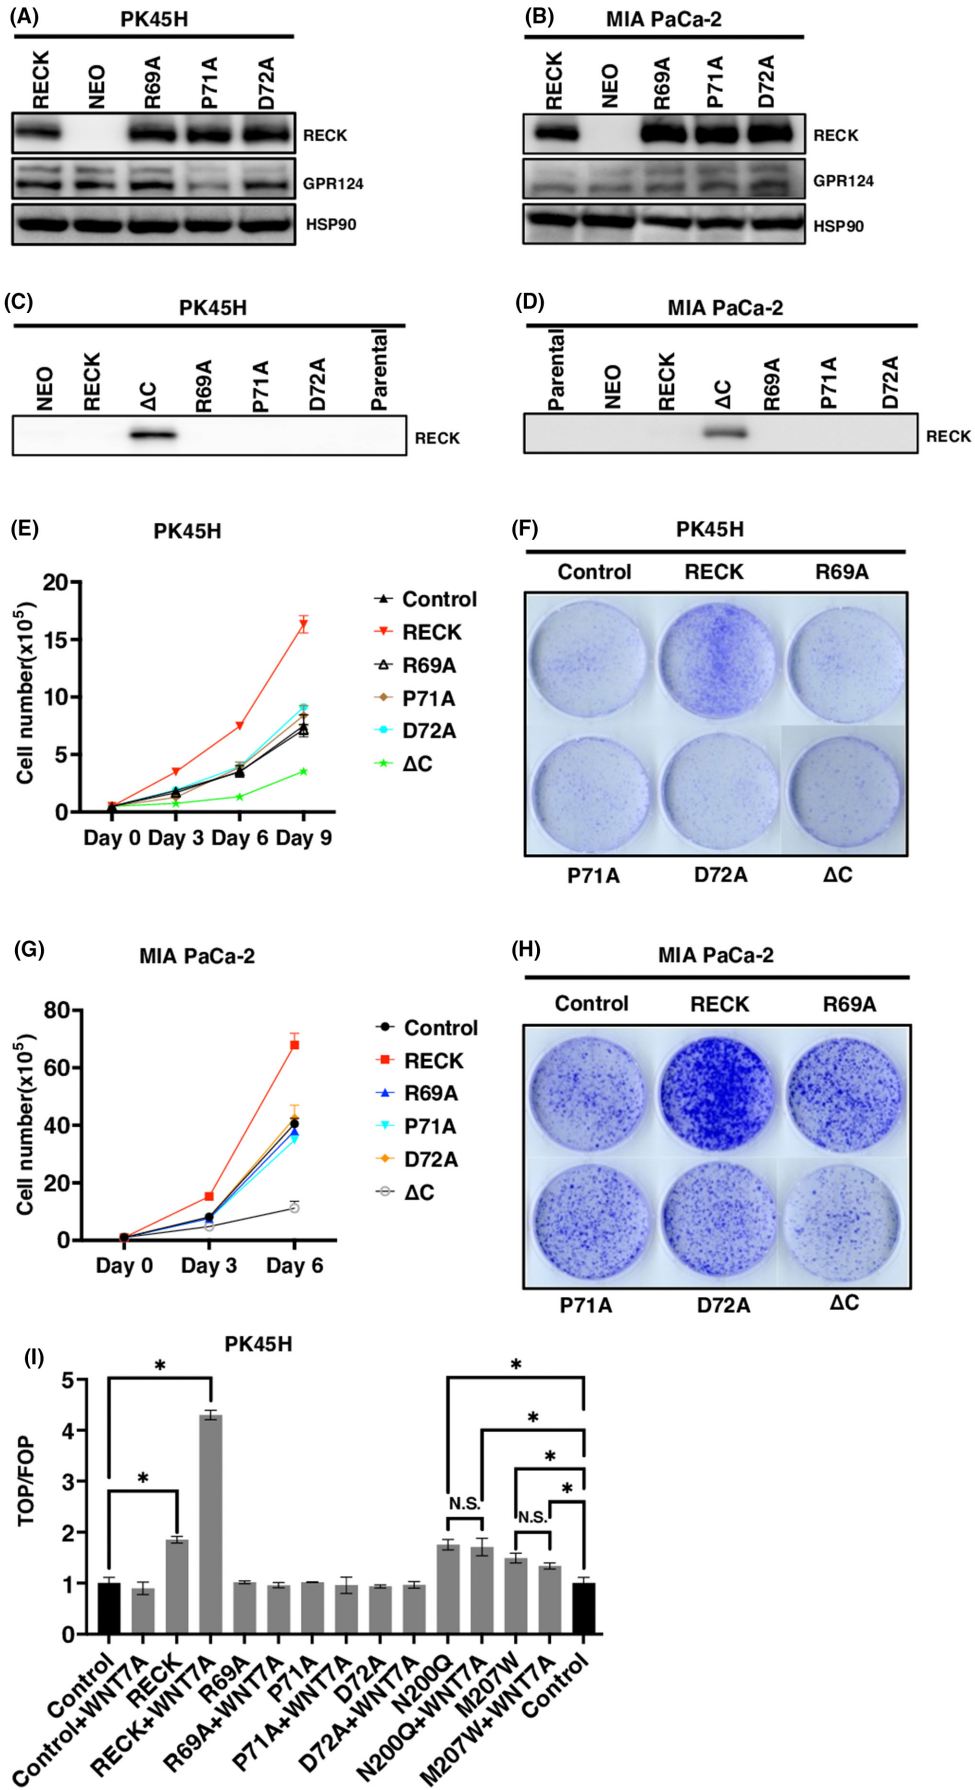 (A)
PK45H
RECK NEO R69A P71A D72A
RECK
GPR124
HSP90
(B)
MIA PaCa-2
RECK NEO R69A P71A D72A
RECK
GPR124
HSP90
(C)
PK45H
NEO RECK ΔC R69A P71A D72A Parental
RECK
(D)
MIA PaCa-2
Parental NEO RECK ΔC R69A P71A D72A
RECK
(E)
PK45H
Cell number(x10⁵)
20
15
10
5
0
Day 0 Day 3 Day 6 Day 9
Control
RECK
R69A
P71A
D72A
ΔC
(F)
PK45H
Control RECK R69A
P71A D72A ΔC
(G)
MIA PaCa-2
Cell number(x10⁵)
80
60
40
20
0
Day 0 Day 3 Day 6
Control
RECK
R69A
P71A
D72A
ΔC
(H)
MIA PaCa-2
Control RECK R69A
P71A D72A ΔC
(I)
PK45H
TOP/FOP
5
4
3
2
1
0
*
*
*
*
*
*
N.S.
N.S.
Control
Control+WNT7A
RECK
RECK+WNT7A
R69A
R69A+WNT7A
P71A
P71A+WNT7A
D72A
D72A+WNT7A
N200Q
N200Q+WNT7A
M207W
M207W+WNT7A
Control